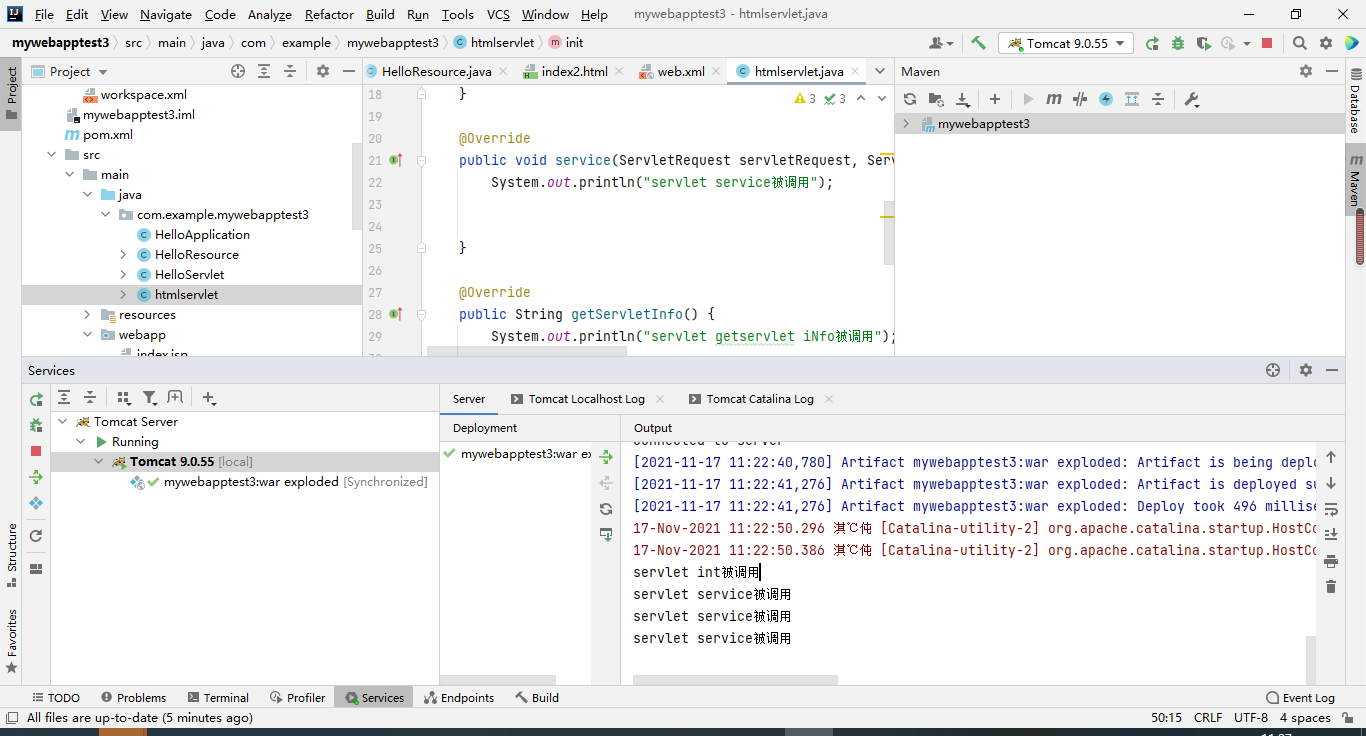 File Edit View Navigate Code Analyze Refactor Build Run Tools VCS Window Help mywebapptest3 - htmlservlet.java
mywebapptest3 src main java com example mywebapptest3 htmlservlet init Tomcat 9.0.55
Project
HelloResource.java index2.html web.xml htmlservlet.java
Maven
workspace.xml
mywebapptest3.iml
pom.xml
src
main
java
com.example.mywebapptest3
HelloApplication
HelloResource
HelloServlet
htmlservlet
resources
webapp
index.jsp
18 }
3 3
19
20 @Override
21 public void service(ServletRequest servletRequest, Serv
22 System.out.println("servlet service被调用");
23
24
25 }
26
27 @Override
28 public String getServletInfo() {
29 System.out.println("servlet getservlet iNfo被调用");
mywebapptest3
Project
Structure
Favorites
Database
Maven
Services
Tomcat Server
Running
Tomcat 9.0.55 [local]
mywebapptest3:war exploded [Synchronized]
Server Tomcat Localhost Log Tomcat Catalina Log
Deployment Output
mywebapptest3:war ex
Connected to server
[2021-11-17 11:22:40,780] Artifact mywebapptest3:war exploded: Artifact is being deplo
[2021-11-17 11:22:41,276] Artifact mywebapptest3:war exploded: Artifact is deployed su
[2021-11-17 11:22:41,276] Artifact mywebapptest3:war exploded: Deploy took 496 millise
17-Nov-2021 11:22:50.296 淇℃伅 [Catalina-utility-2] org.apache.catalina.startup.HostCo
17-Nov-2021 11:22:50.386 淇℃伅 [Catalina-utility-2] org.apache.catalina.startup.HostCo
servlet int被调用
servlet service被调用
servlet service被调用
servlet service被调用
TODO Problems Terminal Profiler Services Endpoints Build Event Log
All files are up-to-date (5 minutes ago) 50:15 CRLF UTF-8 4 spaces